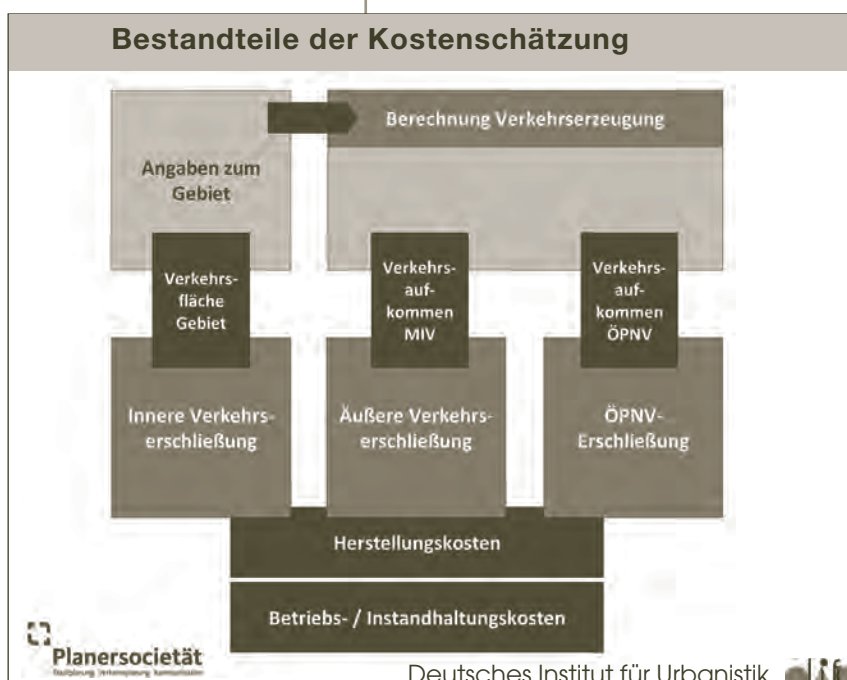 Bestandteile der Kostenschätzung
Berechnung Verkehrserzeugung
Angaben zum
Gebiet
Verkehrs-
fläche
Gebiet
Verkehrs-
auf-
kommen
MIV
Verkehrs-
auf-
kommen
ÖPNV
Innere Verkehrs-
erschließung
Äußere Verkehrs-
erschließung
ÖPNV-
Erschließung
Herstellungskosten
Betriebs- / Instandhaltungskosten
Planersocietät
Deutsches Institut für Urbanistik